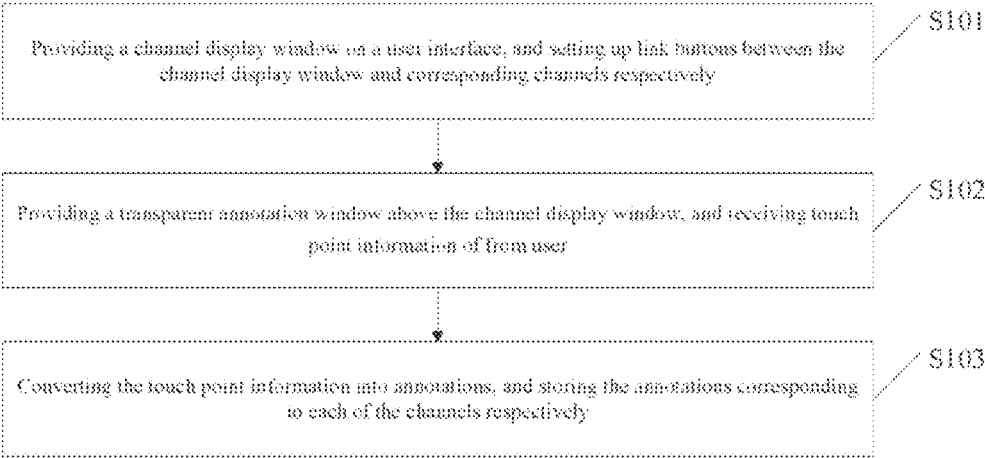 S101
Providing a channel display window on a user interface, and setting up link buttons between the
channel display window and corresponding channels respectively
S102
Providing a transparent annotation window above the channel display window, and receiving touch
point information of from user
S103
Converting the touch point information into annotations, and storing the annotations corresponding
to each of the channels respectively